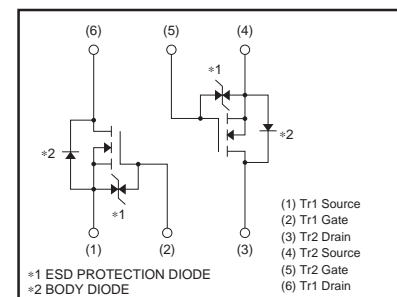 (6) (5) (4)
∗1
∗2
∗2
∗1
(1) (2) (3)
(1) Tr1 Source
(2) Tr1 Gate
(3) Tr2 Drain
(4) Tr2 Source
(5) Tr2 Gate
(6) Tr1 Drain
∗1 ESD PROTECTION DIODE
∗2 BODY DIODE